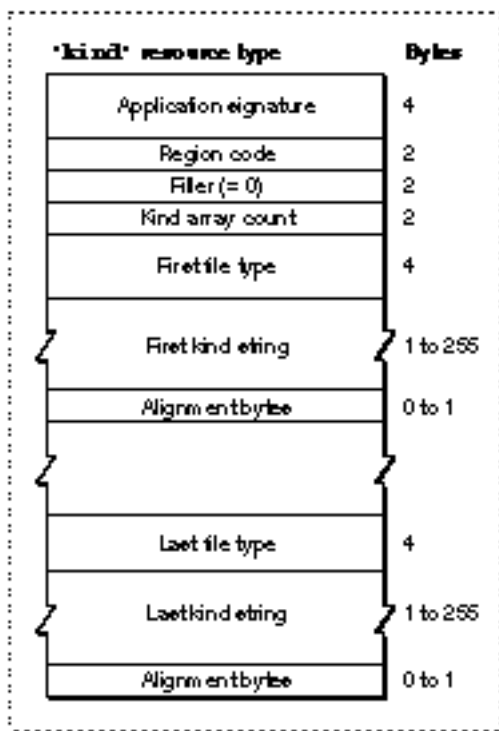 'kind' resource type Bytes
Application signature 4
Region code 2
Filler (= 0) 2
Kind array count 2
First file type 4
First kind string 1 to 255
Alignment bytes 0 to 1
Last file type 4
Last kind string 1 to 255
Alignment bytes 0 to 1